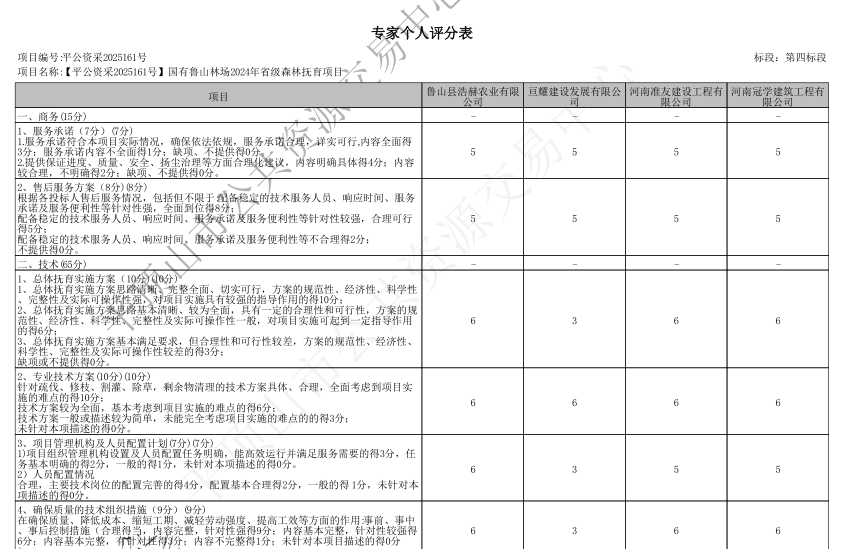 专家个人评分表
项目编号:平公资采2025161号
标段: 第四标段
项目名称:【平公资采2025161号】国有鲁山林场2024年省级森林抚育项目
项目
鲁山县浩赫农业有限公司
亘耀建设发展有限公司
河南淮友建设工程有限公司
河南冠学建筑工程有限公司
一、商务(15分) – – – –
1、服务承诺（7分）(7分)
1.服务承诺符合本项目实际情况, 确保依法依规, 服务承诺合理、详实可行,内容全面得
3分; 服务承诺内容不全面得1分; 缺项、不提供得0分。
2.提供保证进度、质量、安全、扬尘治理等方面合理化建议, 内容明确具体得4分; 内容
较合理, 不明确得2分; 缺项、不提供得0分。
5 5 5 5
2、售后服务方案（8分)(8分)
根据各投标人售后服务情况, 包括但不限于:配备稳定的技术服务人员、响应时间、服务
承诺及服务便利性等针对性强, 全面到位得8分;
配备稳定的技术服务人员、响应时间、服务承诺及服务便利性等针对性较强, 合理可行
得5分;
配备稳定的技术服务人员、响应时间、服务承诺及服务便利性等不合理得2分;
不提供得0分。
5 5 5 5
二、技术(65分) – – – –
1、总体抚育实施方案（10分)(10分)
1、总体抚育实施方案思路清晰、完整全面、切实可行, 方案的规范性、经济性、科学性
、完整性及实际可操作性强, 对项目实施具有较强的指导作用的得10分;
2、总体抚育实施方案思路基本清晰、较为全面, 具有一定的合理性和可行性, 方案的规
范性、经济性、科学性、完整性及实际可操作性一般, 对项目实施可起到一定指导作用
的得6分;
3、总体抚育实施方案基本满足要求, 但合理性和可行性较差, 方案的规范性、经济性、
科学性、完整性及实际可操作性较差的得3分;
缺项或不提供得0分。
6 3 6 6
2、专业技术方案(10分)(10分)
针对疏伐、修枝、割灌、除草, 剩余物清理的技术方案具体、合理, 全面考虑到项目实
施的难点的得10分;
技术方案较为全面, 基本考虑到项目实施的难点的得6分;
技术方案一般或描述较为简单, 未能完全考虑项目实施的难点的的得3分;
未针对本项描述的得0分。
6 6 6 6
3、项目管理机构及人员配置计划(7分)(7分)
1)项目组织管理机构设置及人员配置任务明确, 能高效运行并满足服务需要的得3分, 任
务基本明确的得2分, 一般的得1分, 未针对本项描述的得0分。
2) 人员配置情况
合理, 主要技术岗位的配置完善的得4分, 配置基本合理得2分, 一般的得 1分, 未针对本
项描述的得0分。
6 3 5 5
4、确保质量的技术组织措施（9分）(9分)
在确保质量、降低成本、缩短工期、减轻劳动强度、提高工效等方面的作用:事前、事中
、事后控制措施（合理得当, 内容完整, 针对性强得9分; 内容基本完整, 针对性较强得
6分; 内容基本完整, 有针对性得3分; 内容不完整得1分; 未针对本项目描述的得0分
6 3 6 6
平顶山市公共资源交易中心